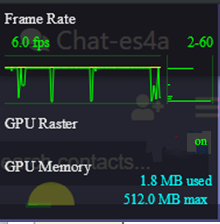 Frame Rate
6.0 fps 2-60
Chat-es4a
GPU Raster
on
earch contacts...
GPU Memory
1.8 MB used
512.0 MB max